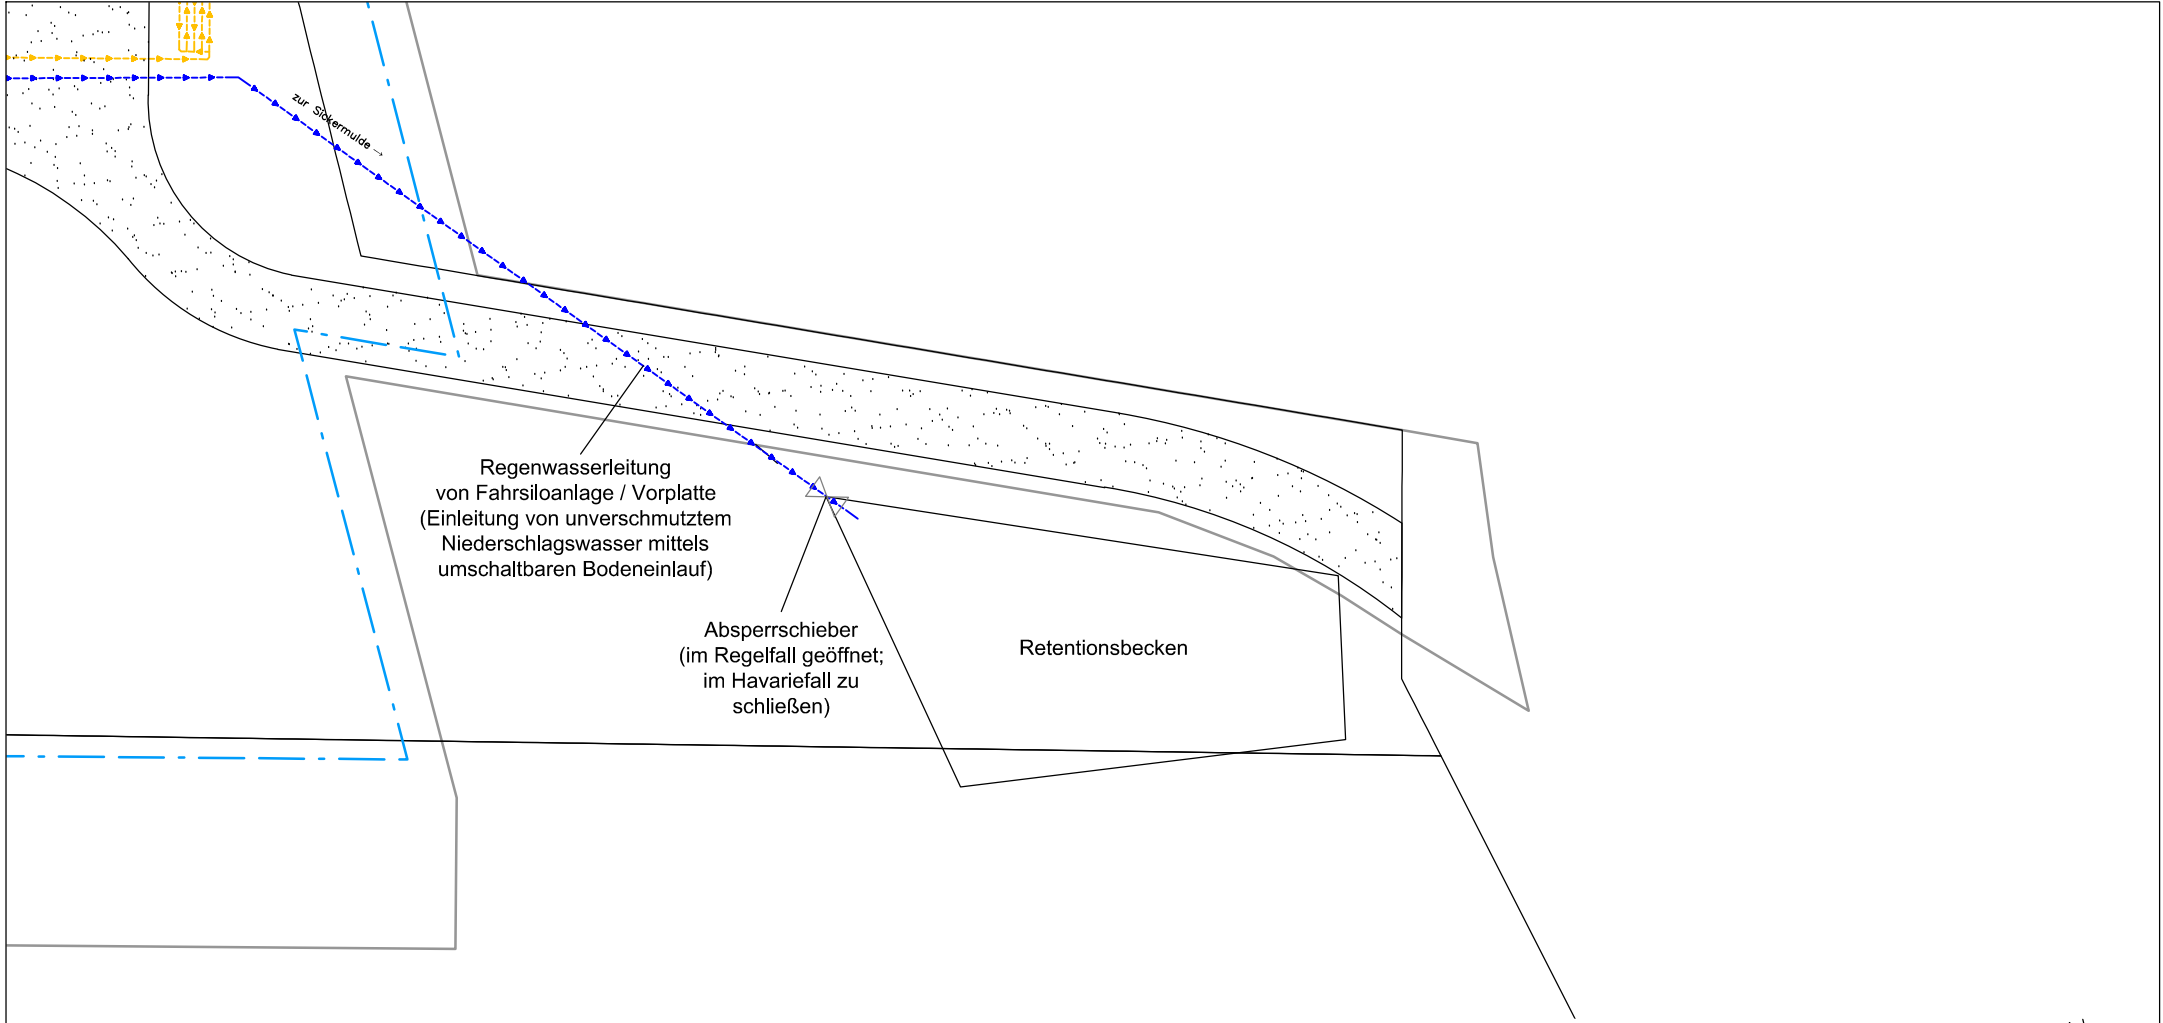 zur Sickermulde →
Regenwasserleitung
von Fahrsiloanlage / Vorplatte
(Einleitung von unverschmutztem
Niederschlagswasser mittels
umschaltbaren Bodeneinlauf)
Absperrschieber
(im Regelfall geöffnet;
im Havariefall zu
schließen)
Retentionsbecken